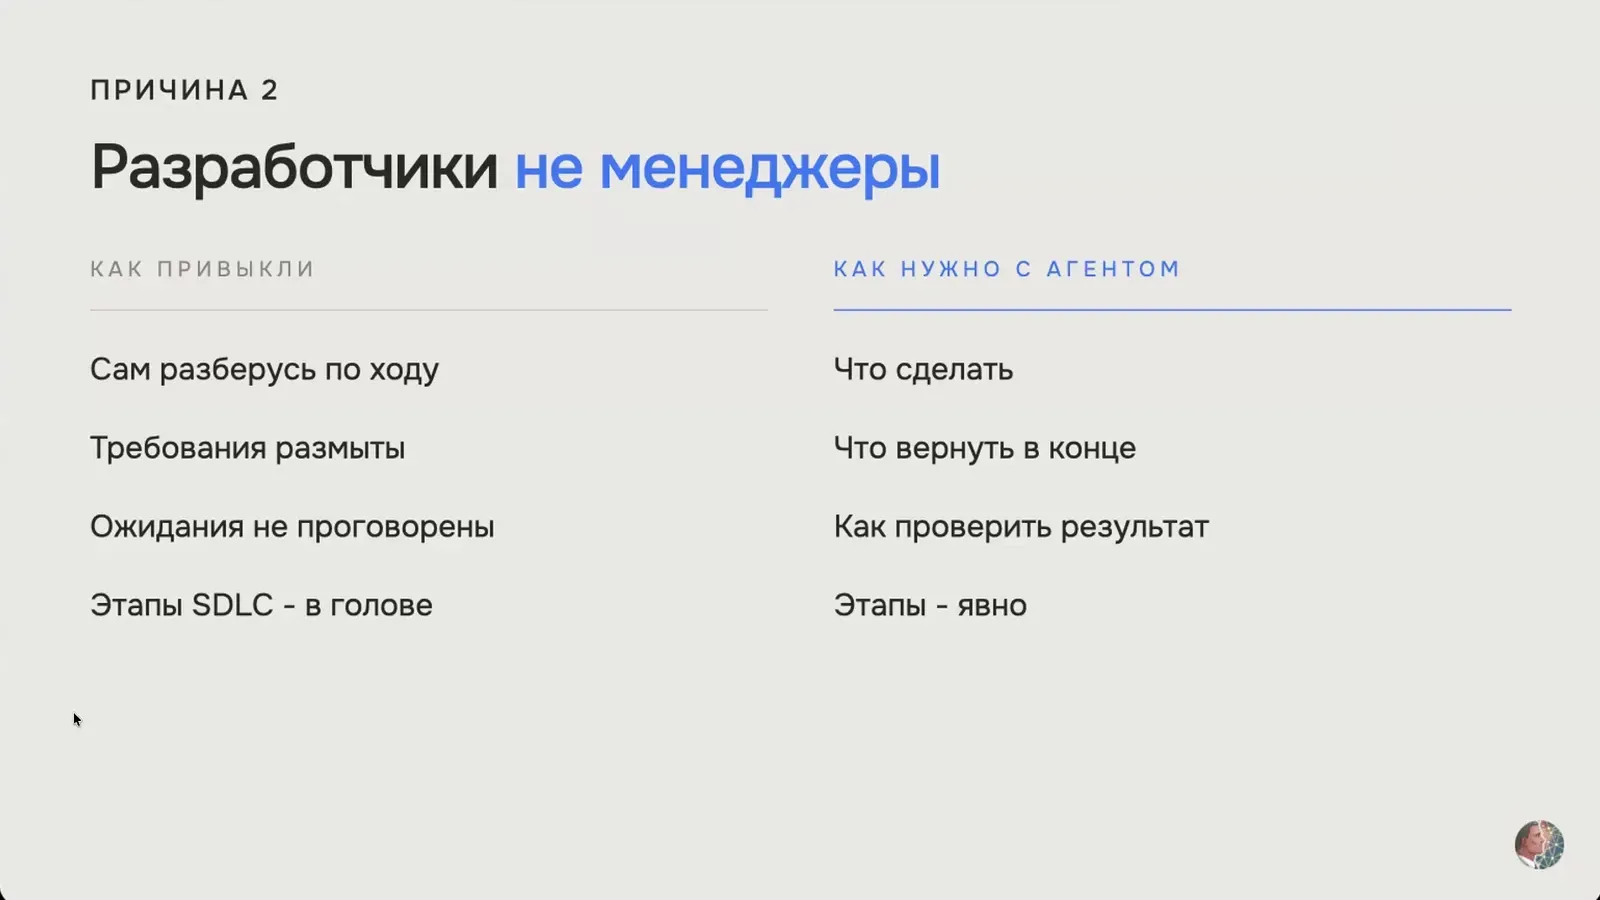 ПРИЧИНА 2
Разработчики не менеджеры
КАК ПРИВЫКЛИ
Сам разберусь по ходу
Требования размыты
Ожидания не проговорены
Этапы SDLC - в голове
КАК НУЖНО С АГЕНТОМ
Что сделать
Что вернуть в конце
Как проверить результат
Этапы - явно